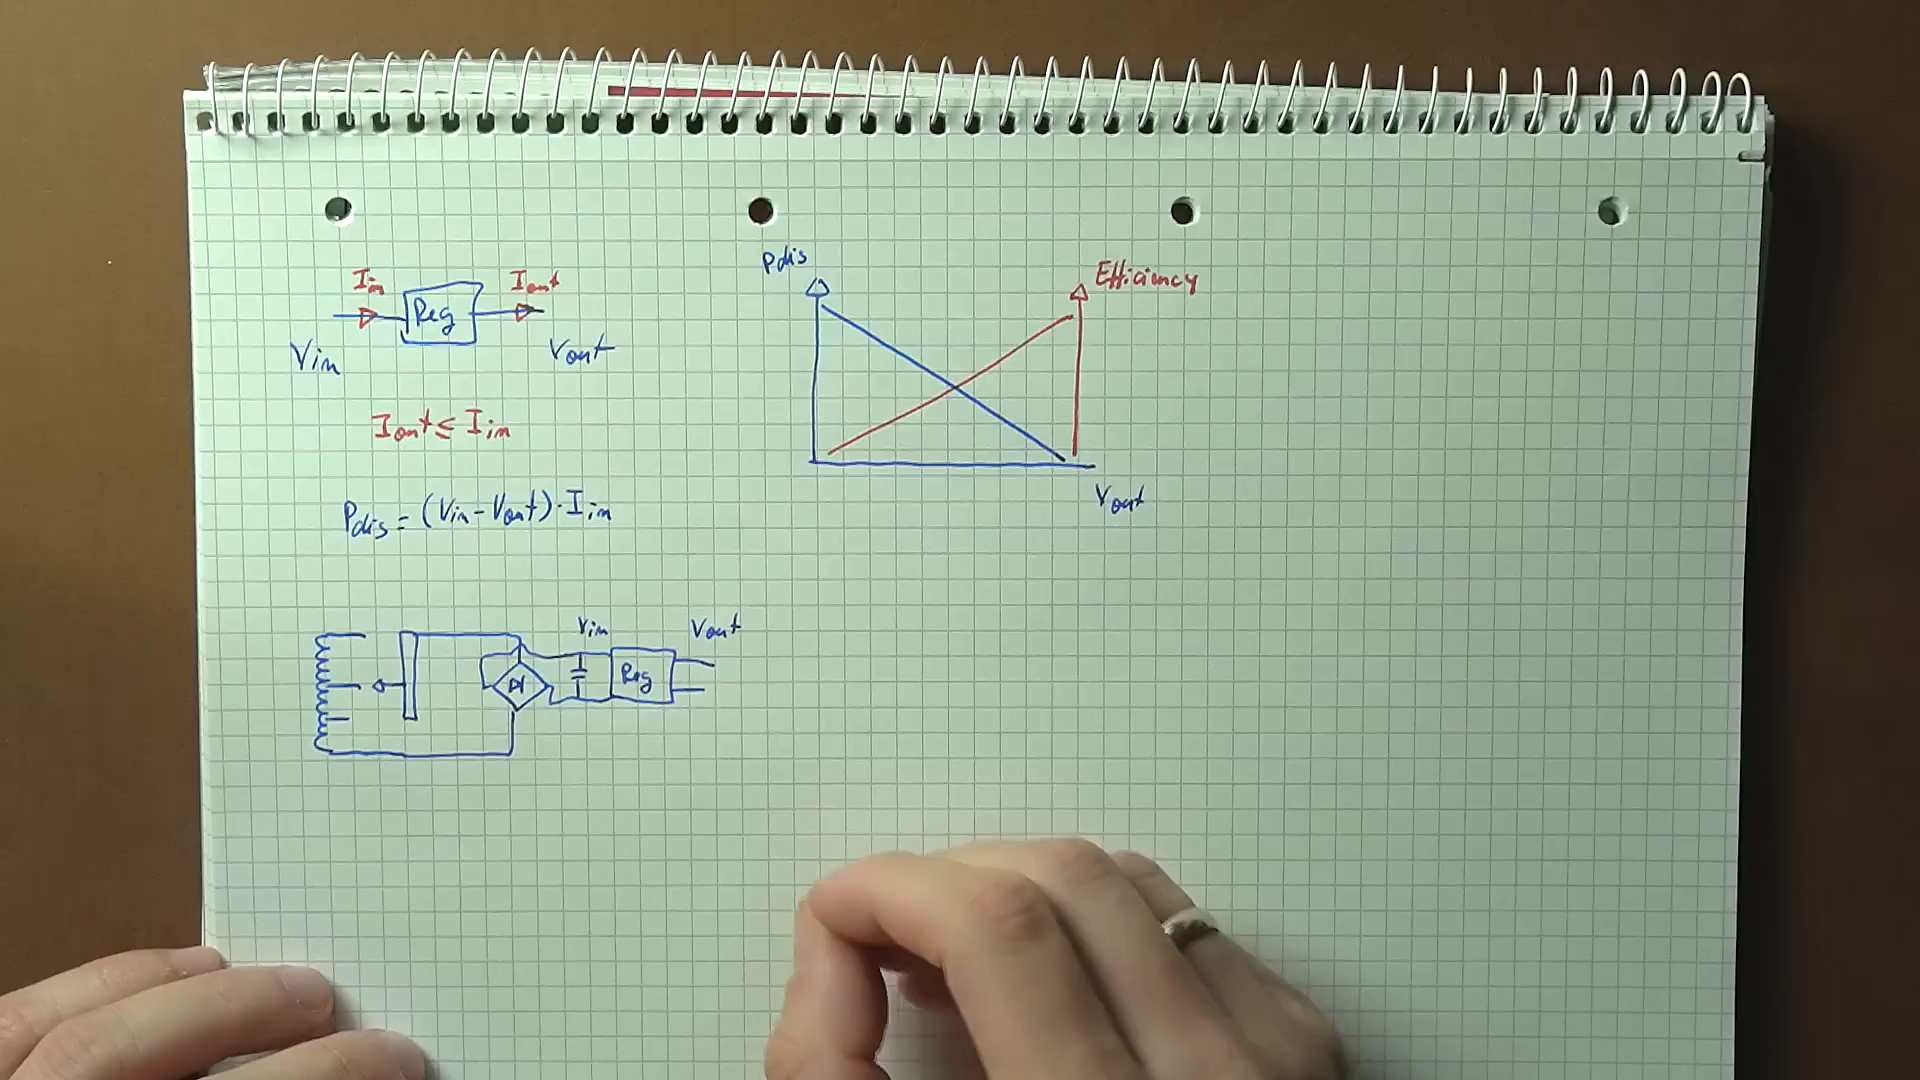 Iin Iout
Reg
Vin Vout
Iout ≤ Iin
Pdis = (Vin - Vout) · Iin
Pdis
Efficiency
Vout
Vin Vout
Reg